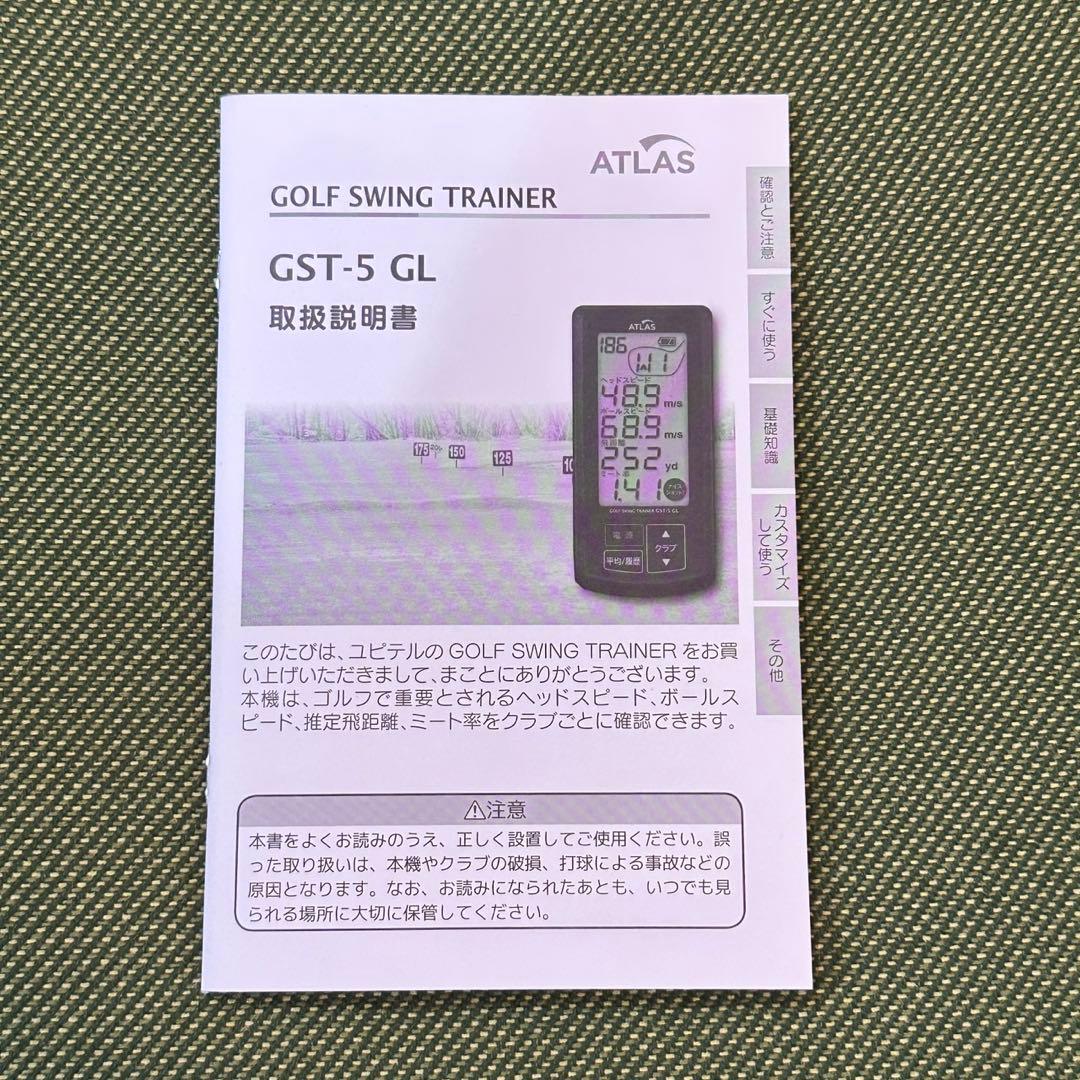 ATLAS
GOLF SWING TRAINER
GST-5 GL
取扱説明書
確認とご注意
すぐに使う
基礎知識
カスタマイズ
して使う
その他
ATLAS
186
W1
ヘッドスピード
48.9 m/s
ボールスピード
68.9 m/s
飛距離
252 yd
ミート率
1.41 ナイス
ショット!
GOLF SWING TRAINER GST-5 GL
電源
平均/履歴
▲
クラブ
▼
175
150
125
10
このたびは、ユピテルの GOLF SWING TRAINER をお買
い上げいただきまして、まことにありがとうございます。
本機は、ゴルフで重要とされるヘッドスピード、ボールス
ピード、推定飛距離、ミート率をクラブごとに確認できます。
⚠注意
本書をよくお読みのうえ、正しく設置してご使用ください。誤
った取り扱いは、本機やクラブの破損、打球による事故などの
原因となります。なお、お読みになられたあとも、いつでも見
られる場所に大切に保管してください。